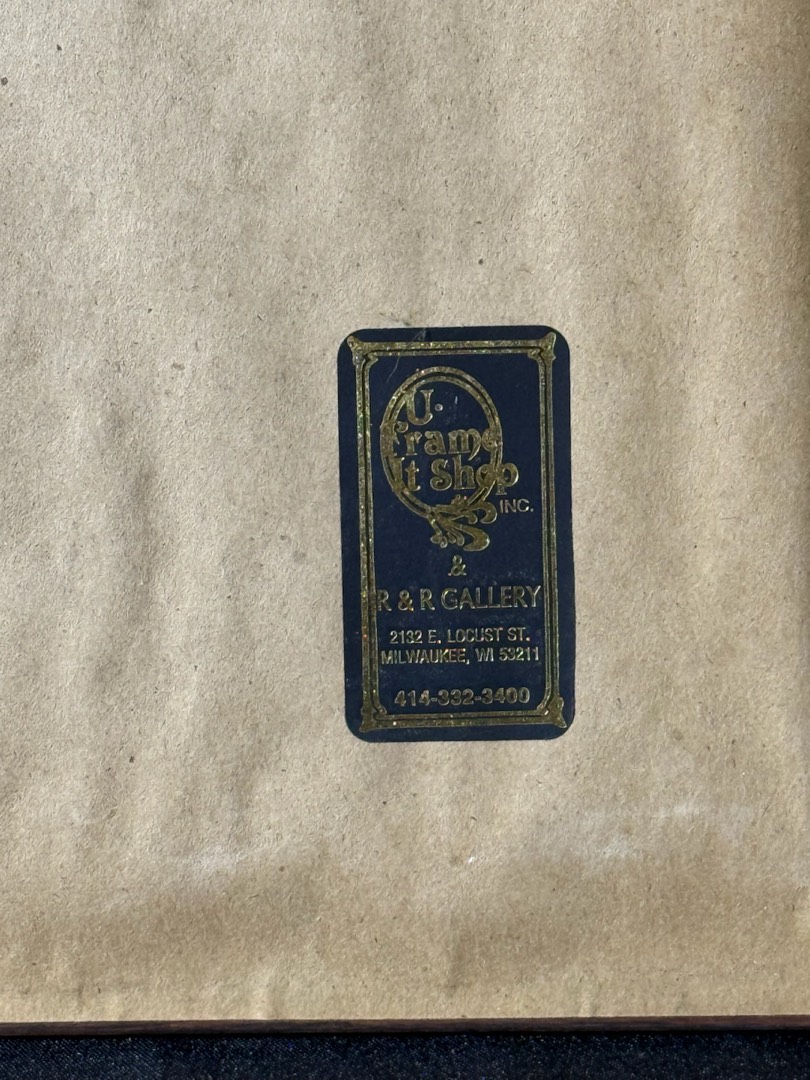 U-
Frame
It Shop
INC.
&
R & R GALLERY
2132 E. LOCUST ST.
MILWAUKEE, WI 53211
414-332-3400